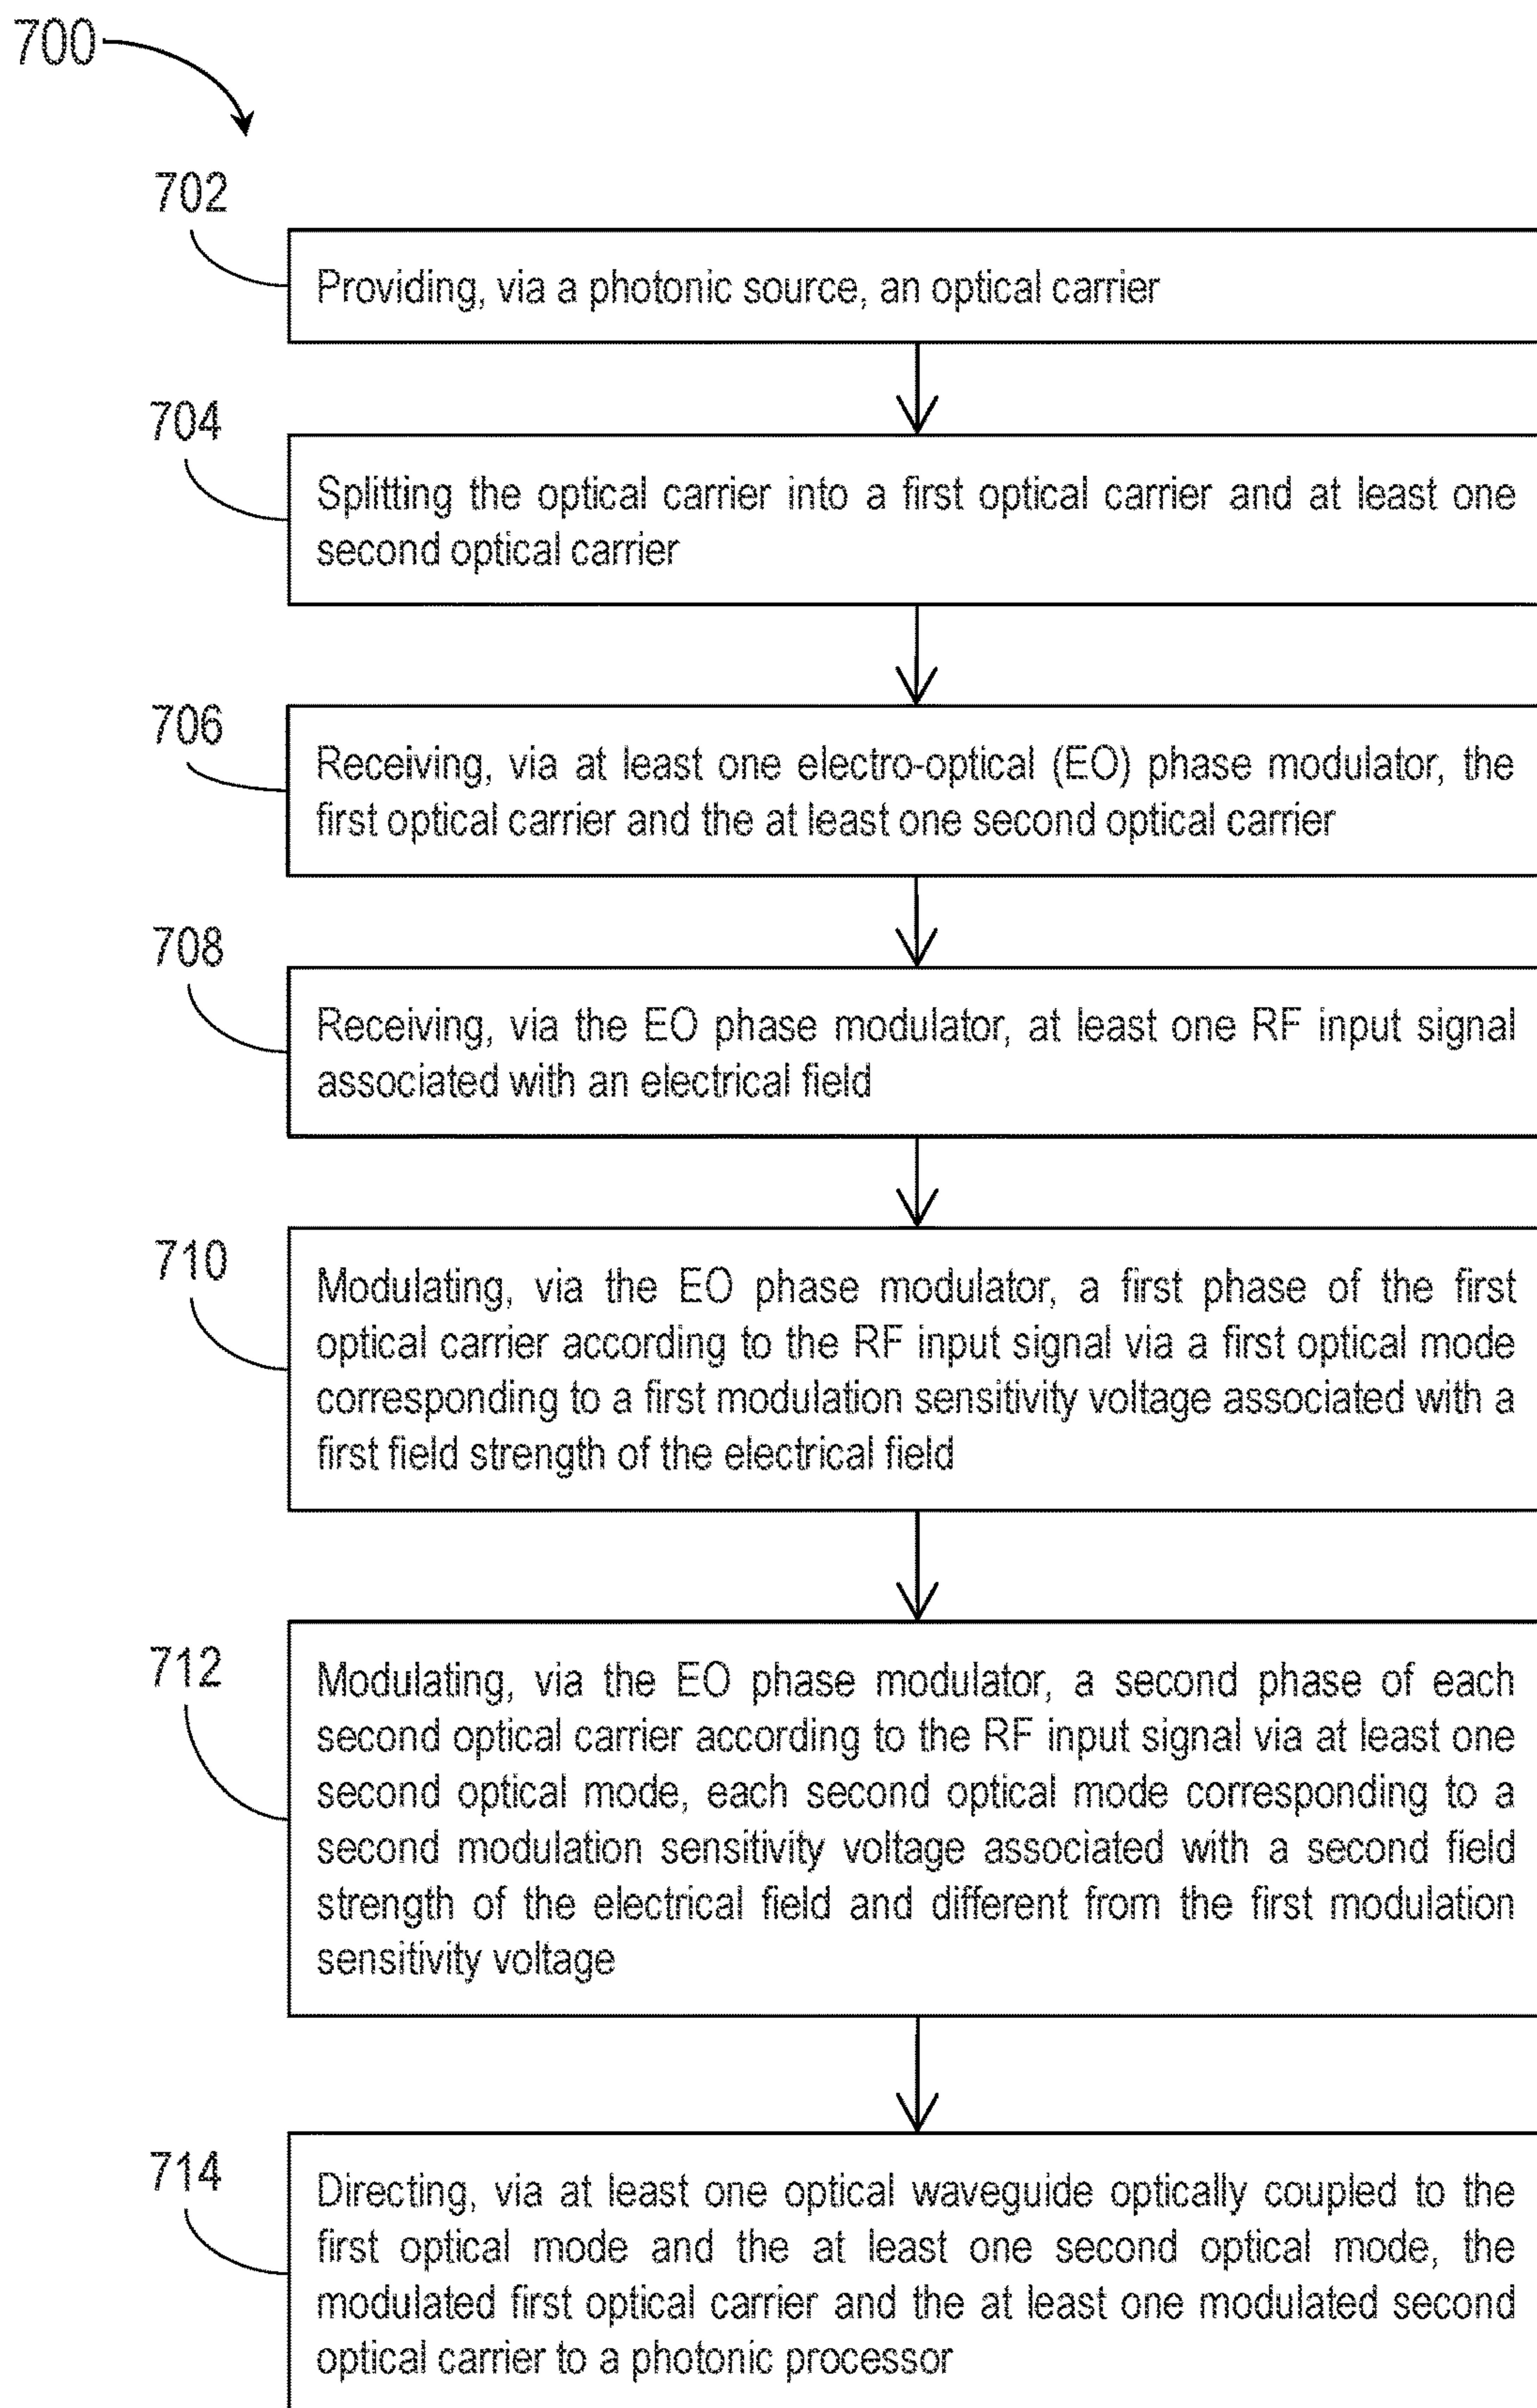 700
702
Providing, via a photonic source, an optical carrier
704
Splitting the optical carrier into a first optical carrier and at least one
second optical carrier
706
Receiving, via at least one electro-optical (EO) phase modulator, the
first optical carrier and the at least one second optical carrier
708
Receiving, via the EO phase modulator, at least one RF input signal
associated with an electrical field
710
Modulating, via the EO phase modulator, a first phase of the first
optical carrier according to the RF input signal via a first optical mode
corresponding to a first modulation sensitivity voltage associated with a
first field strength of the electrical field
712
Modulating, via the EO phase modulator, a second phase of each
second optical carrier according to the RF input signal via at least one
second optical mode, each second optical mode corresponding to a
second modulation sensitivity voltage associated with a second field
strength of the electrical field and different from the first modulation
sensitivity voltage
714
Directing, via at least one optical waveguide optically coupled to the
first optical mode and the at least one second optical mode, the
modulated first optical carrier and the at least one modulated second
optical carrier to a photonic processor